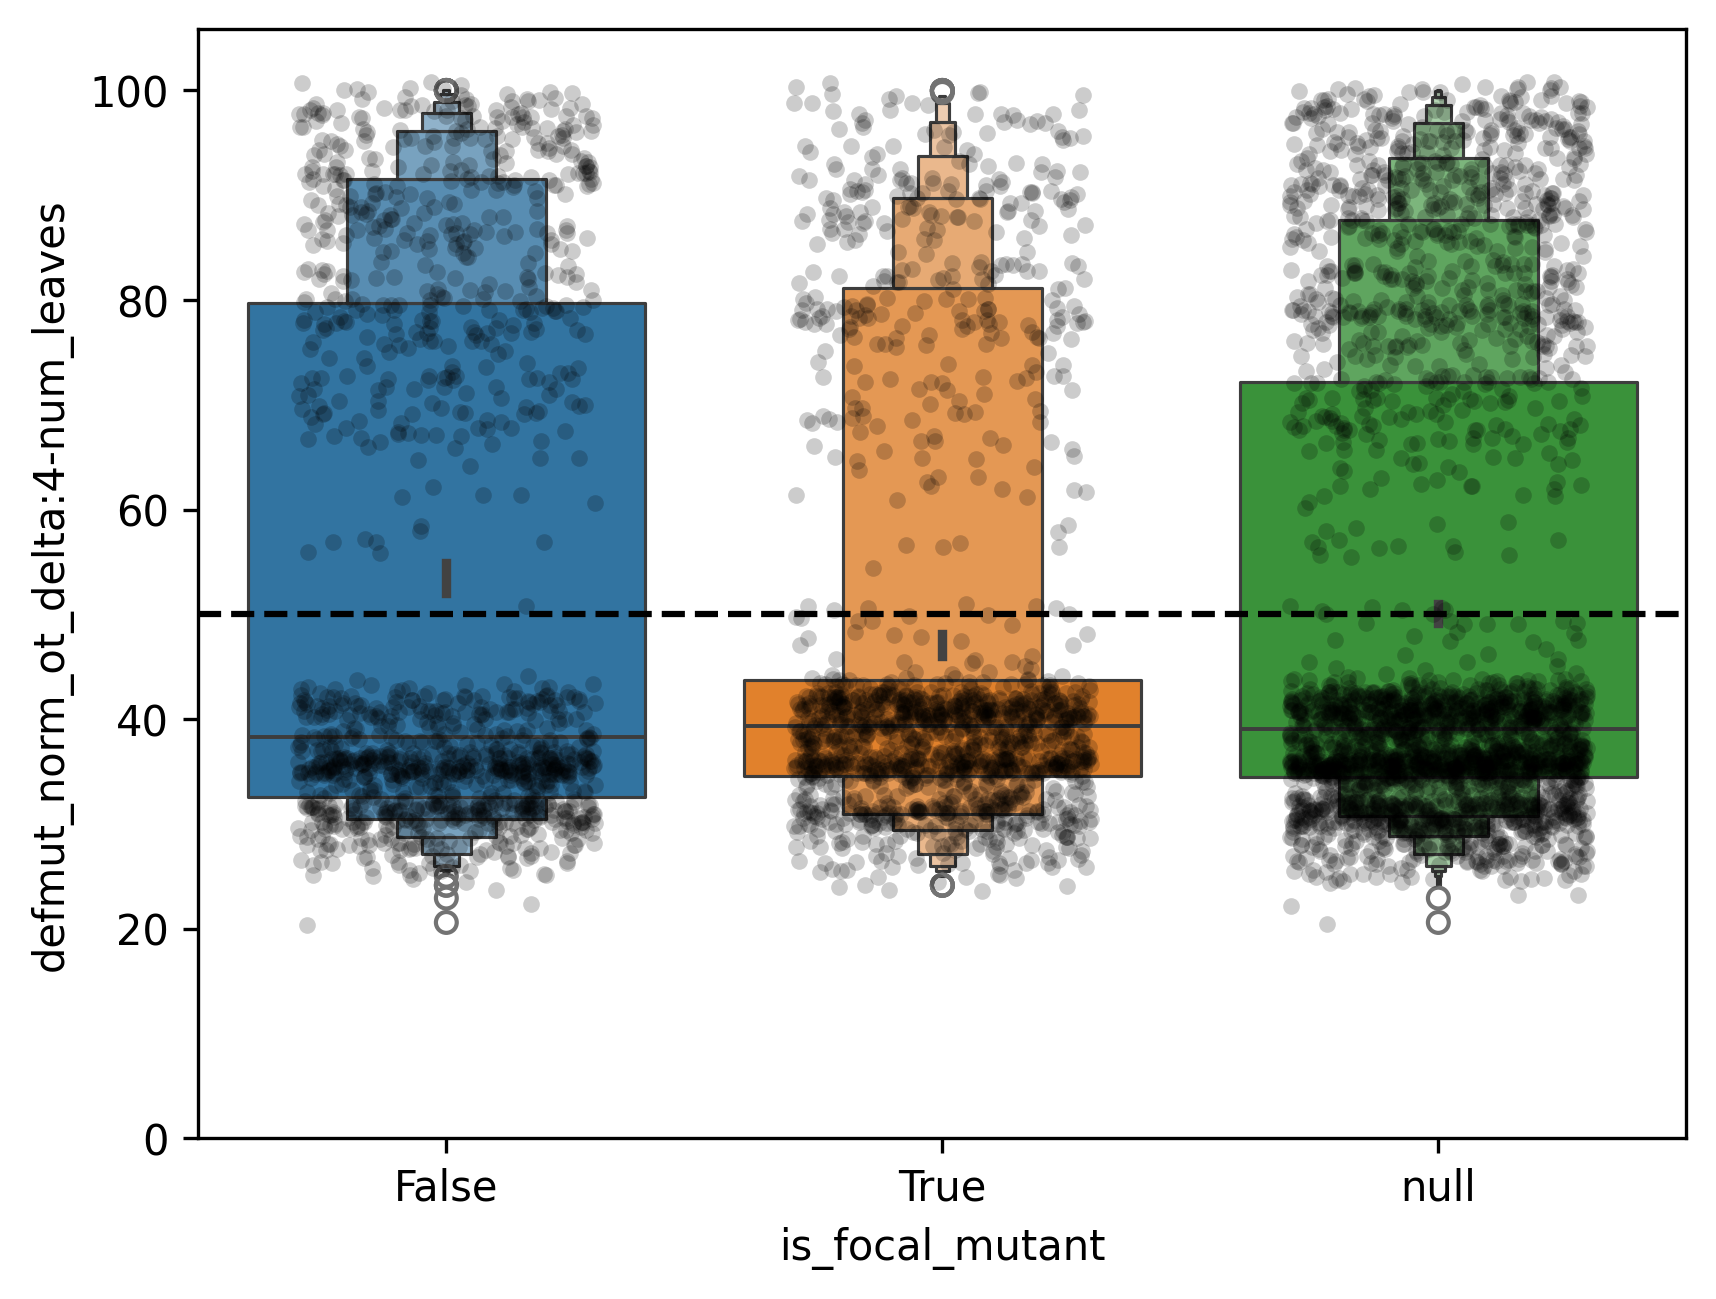 defmut_norm_ot_delta:4-num_leaves
100
80
60
40
20
0
False
True
null
is_focal_mutant